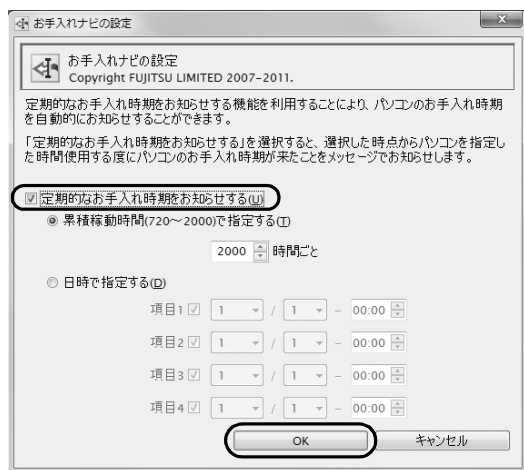 お手入れナビの設定
お手入れナビの設定
Copyright FUJITSU LIMITED 2007-2011.
定期的なお手入れ時期をお知らせする機能を利用することにより、パソコンのお手入れ時期
を自動的にお知らせすることができます。
「定期的なお手入れ時期をお知らせする」を選択すると、選択した時点からパソコンを指定し
た時間使用する度にパソコンのお手入れ時期が来たことをメッセージでお知らせします。
定期的なお手入れ時期をお知らせする(U)
累積稼動時間(720～2000)で指定する(T)
2000 時間ごと
日時で指定する(D)
項目1 1 / 1 - 00:00
項目2 1 / 1 - 00:00
項目3 1 / 1 - 00:00
項目4 1 / 1 - 00:00
OK キャンセル